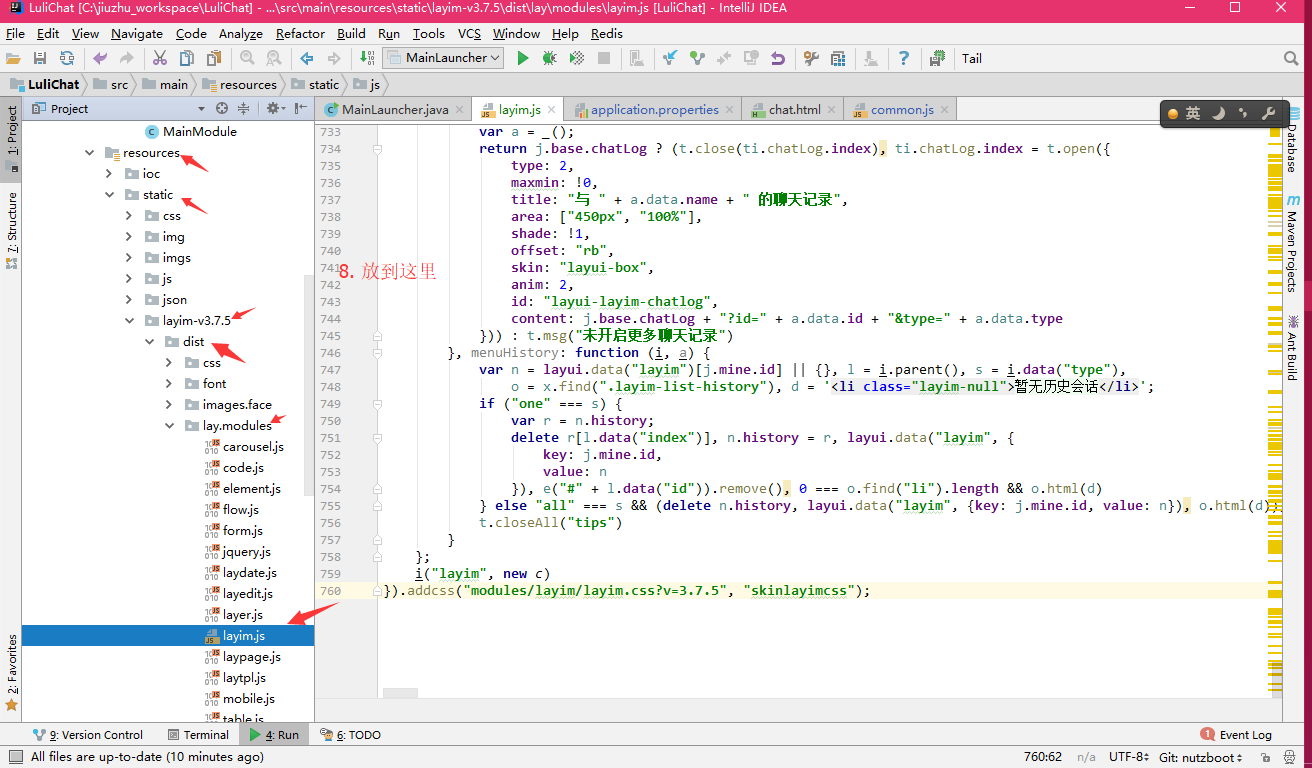 LuliChat [C:\jiuzhu_workspace\LuliChat] - ...\src\main\resources\static\layim-v3.7.5\dist\lay\modules\layim.js [LuliChat] - IntelliJ IDEA
File Edit View Navigate Code Analyze Refactor Build Run Tools VCS Window Help Redis
MainLauncher Tail
LuliChat src main resources static js
Project MainLauncher.java layim.js application.properties chat.html common.js
英
1: Project
7: Structure
2: Favorites
MainModule
resources
ioc
static
css
img
imgs
js
json
layim-v3.7.5
dist
css
font
images.face
lay.modules
carousel.js
code.js
element.js
flow.js
form.js
jquery.js
laydate.js
layedit.js
layer.js
layim.js
laypage.js
laytpl.js
mobile.js
table.js
733 var a = _();
734 return j.base.chatLog ? (t.close(ti.chatLog.index), ti.chatLog.index = t.open({
735 type: 2,
736 maxmin: !0,
737 title: "与 " + a.data.name + " 的聊天记录",
738 area: ["450px", "100%"],
739 shade: !1,
740 offset: "rb",
741 skin: "layui-box",
8. 放到这里
742 anim: 2,
743 id: "layui-layim-chatlog",
744 content: j.base.chatLog + "?id=" + a.data.id + "&type=" + a.data.type
745 })) : t.msg("未开启更多聊天记录")
746 }, menuHistory: function (i, a) {
747 var n = layui.data("layim")[j.mine.id] || {}, l = i.parent(), s = i.data("type"),
748 o = x.find(".layim-list-history"), d = '<li class="layim-null">暂无历史会话</li>';
749 if ("one" === s) {
750 var r = n.history;
751 delete r[l.data("index")], n.history = r, layui.data("layim", {
752 key: j.mine.id,
753 value: n
754 }), e("#" + l.data("id")).remove(), 0 === o.find("li").length && o.html(d)
755 } else "all" === s && (delete n.history, layui.data("layim", {key: j.mine.id, value: n}), o.html(d));
756 t.closeAll("tips")
757 }
758 };
759 i("layim", new c)
760 }).addcss("modules/layim/layim.css?v=3.7.5", "skinlayimcss");
Database
m Maven Projects
Ant Build
9: Version Control Terminal 4: Run 6: TODO 1 Event Log
All files are up-to-date (10 minutes ago) 760:62 n/a UTF-8 Git: nutzboot